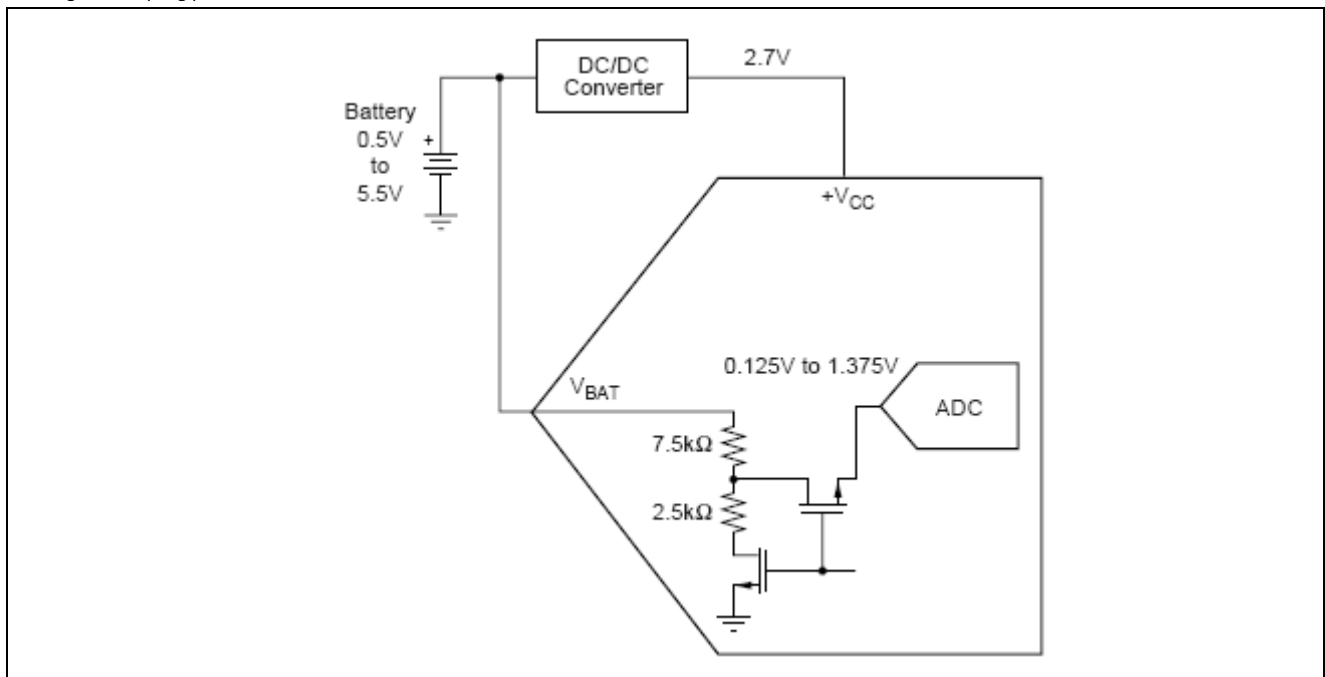 DC/DC
Converter
2.7V
Battery
0.5V
to
5.5V
+
+VCC
VBAT
0.125V to 1.375V
ADC
7.5kΩ
2.5kΩ